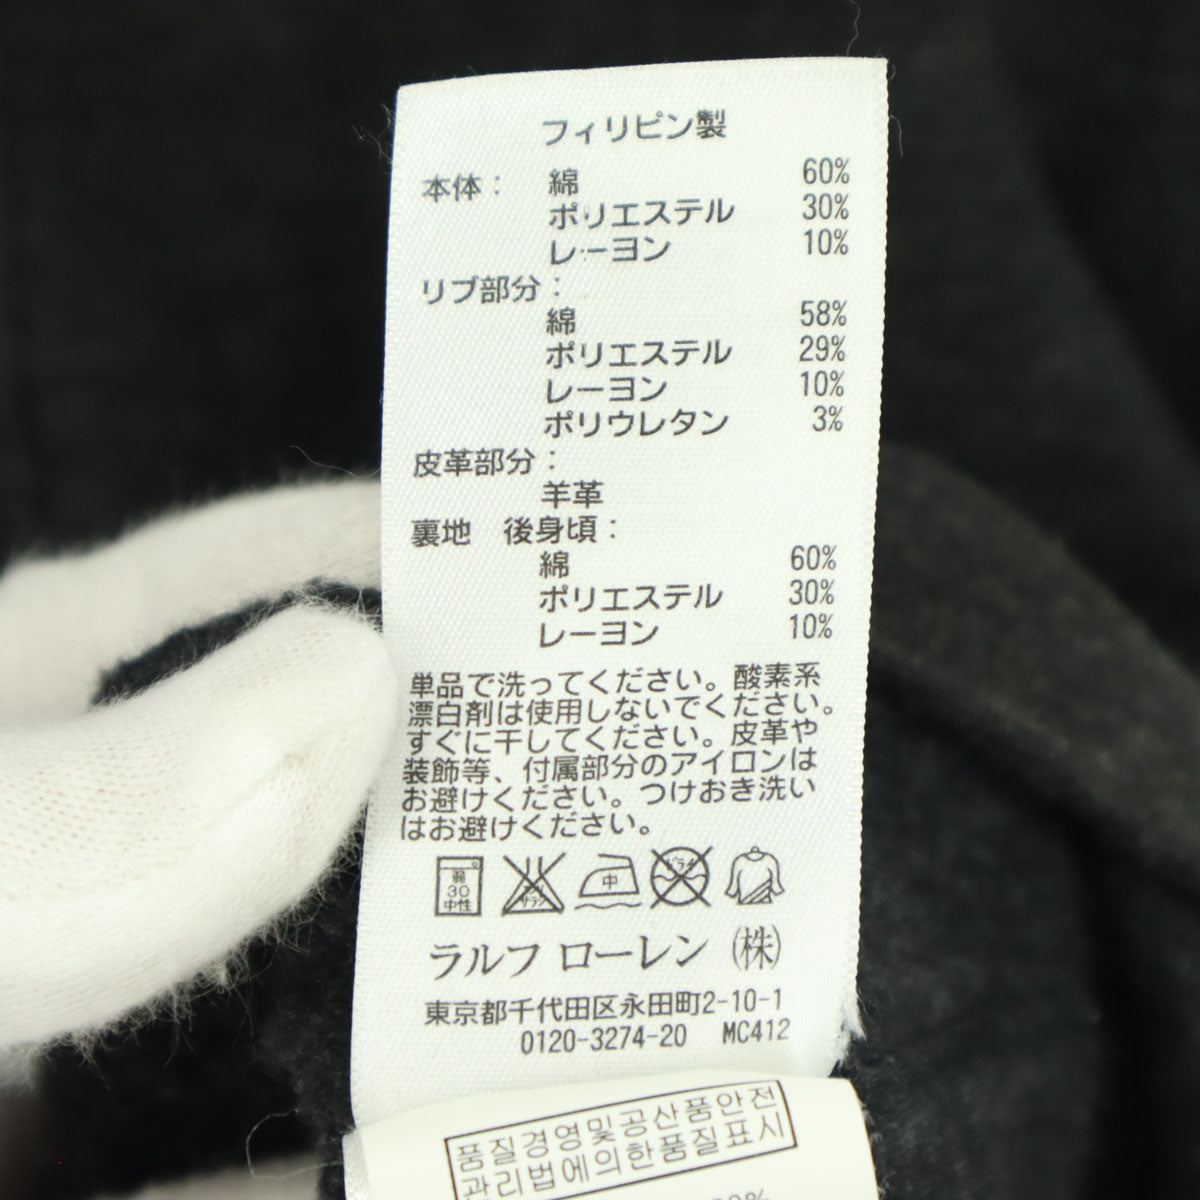 フィリピン製
本体： 綿 60%
ポリエステル 30%
レーヨン 10%
リブ部分：
綿 58%
ポリエステル 29%
レーヨン 10%
ポリウレタン 3%
皮革部分：
羊革
裏地 後身頃：
綿 60%
ポリエステル 30%
レーヨン 10%
単品で洗ってください。酸素系
漂白剤は使用しないでください。
すぐに干してください。皮革や
装飾等、付属部分のアイロンは
お避けください。つけおき洗い
はお避けください。
弱 30 中性 エンソ サラシ 中 ドライ
ラルフ ローレン（株）
東京都千代田区永田町2-10-1
0120-3274-20 MC412
품질경영및공산품안전
관리법에의한품질표시